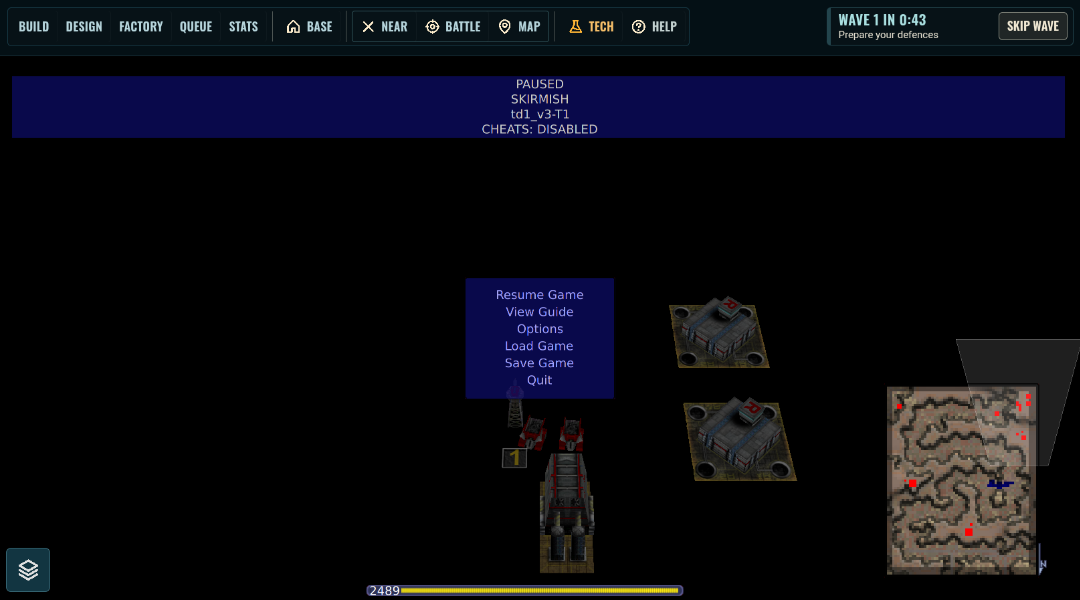 BUILD DESIGN FACTORY QUEUE STATS BASE NEAR BATTLE MAP TECH HELP
WAVE 1 IN 0:43
Prepare your defences
SKIP WAVE
PAUSED
SKIRMISH
td1_v3-T1
CHEATS: DISABLED
Resume Game
View Guide
Options
Load Game
Save Game
Quit
1
N
2489